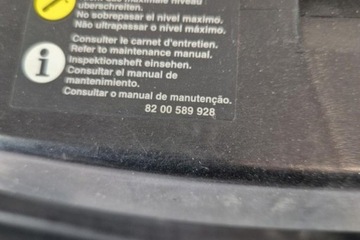 überschreiten.
No sobrepasar el nivel maximo.
Não ultrapassar o nível máximo.
Consulter le carnet d'entretien.
Refer to maintenance manual.
Inspektionsheft einsehen.
Consultar el manual de
mantenimiento.
Consultar o manual de manutenção.
82 00 589 928